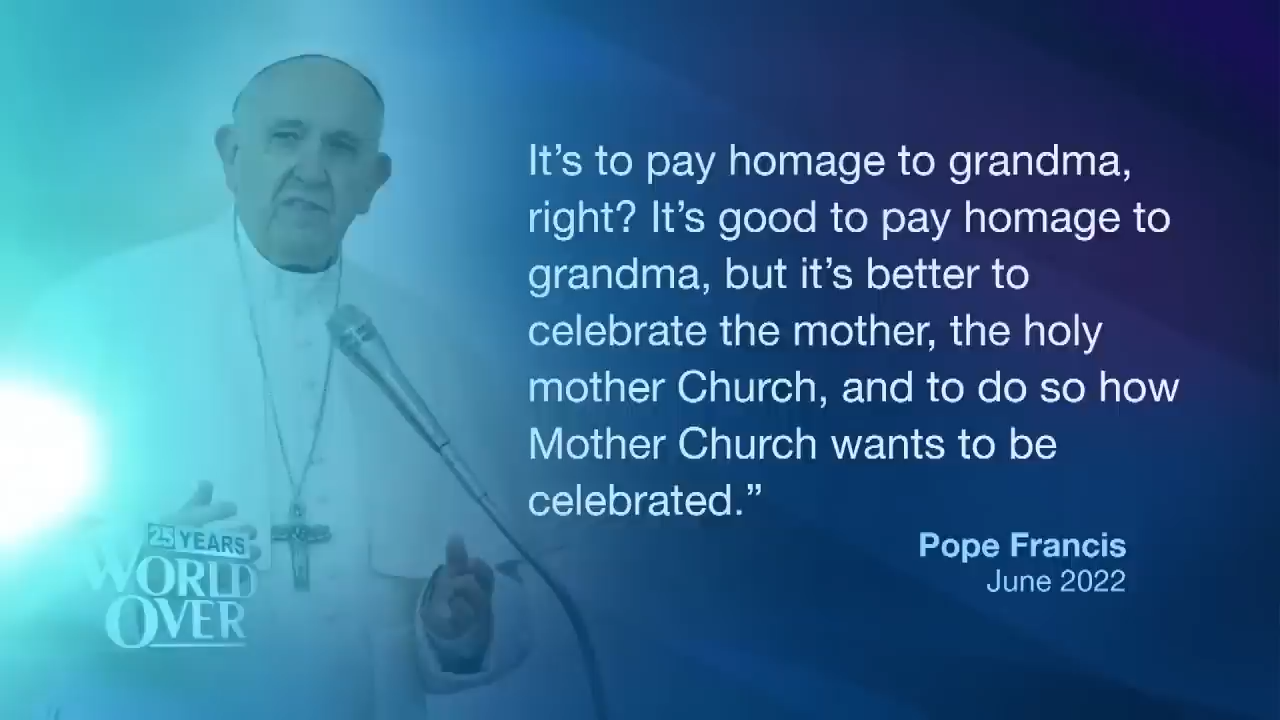 It's to pay homage to grandma,
right? It's good to pay homage to
grandma, but it's better to
celebrate the mother, the holy
mother Church, and to do so how
Mother Church wants to be
celebrated.”
Pope Francis
June 2022
25 YEARS
WORLD
OVER